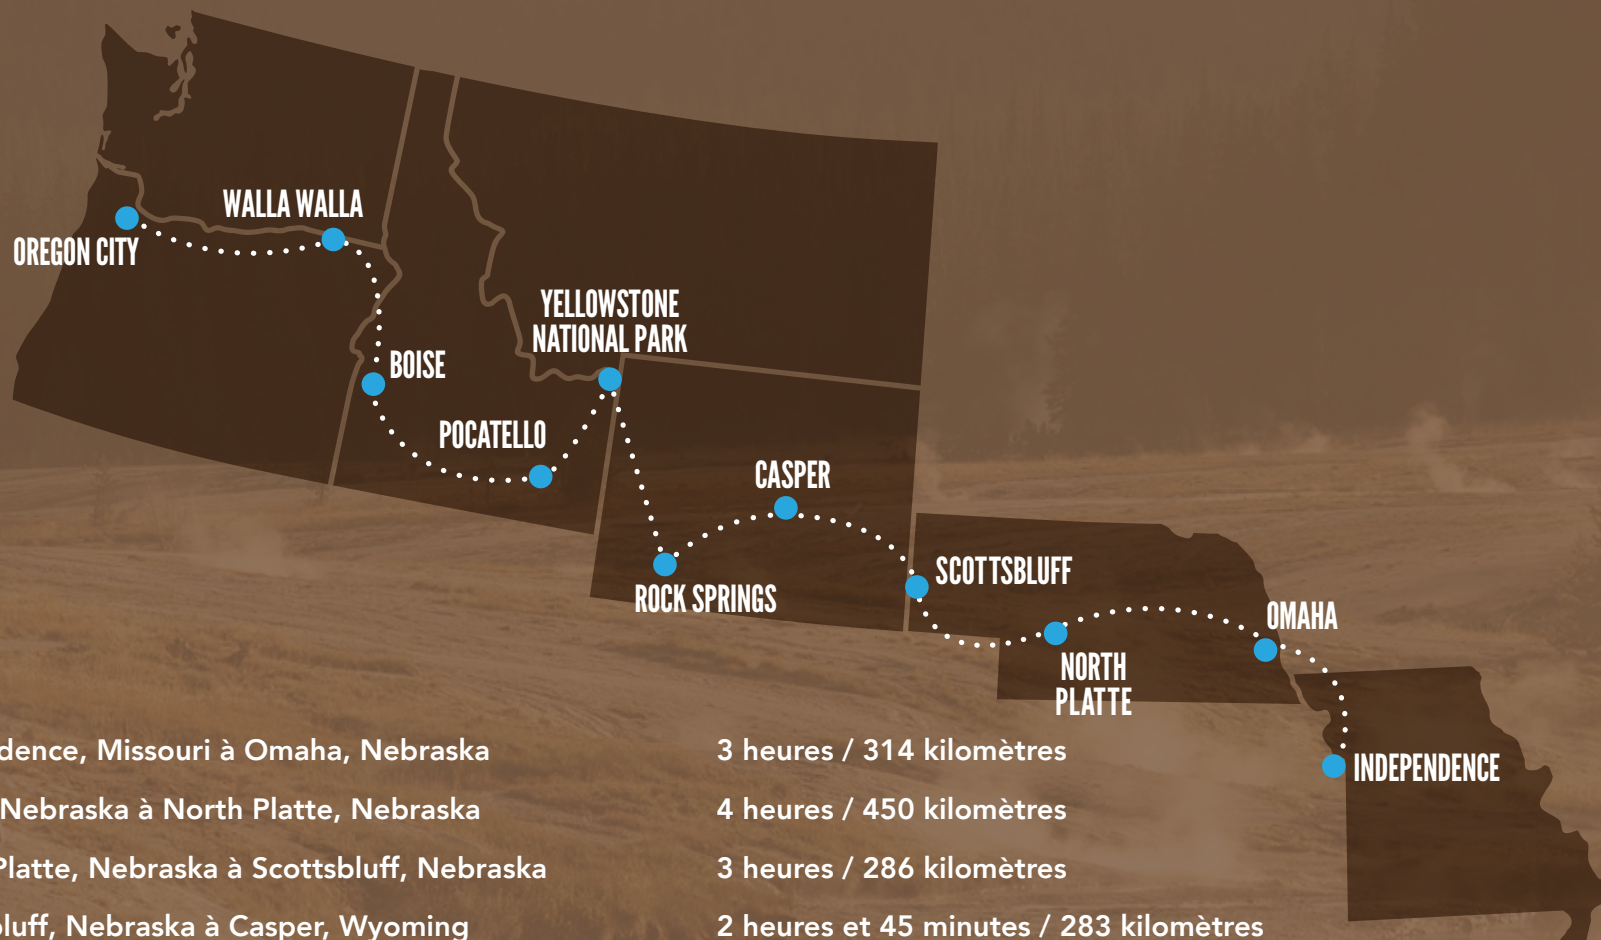 WALLA WALLA
OREGON CITY
YELLOWSTONE
NATIONAL PARK
BOISE
POCATELLO
CASPER
ROCK SPRINGS
SCOTTSBLUFF
OMAHA
NORTH
PLATTE
INDEPENDENCE
dence, Missouri à Omaha, Nebraska 3 heures / 314 kilomètres
Nebraska à North Platte, Nebraska 4 heures / 450 kilomètres
Platte, Nebraska à Scottsbluff, Nebraska 3 heures / 286 kilomètres
bluff, Nebraska à Casper, Wyoming 2 heures et 45 minutes / 283 kilomètres